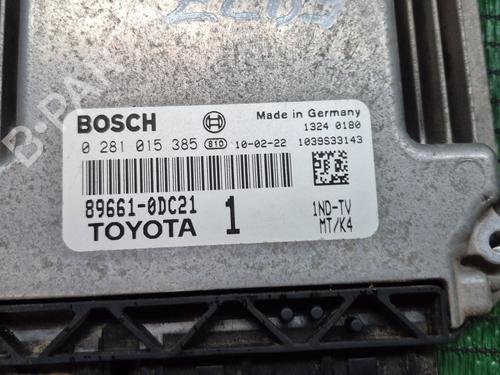 BOSCH
Made in Germany
1324 0180
0 281 015 385 810 10-02-22 1039S33143
89661-0DC21
TOYOTA 1
1ND-TV
MT/K4
B-PARTS